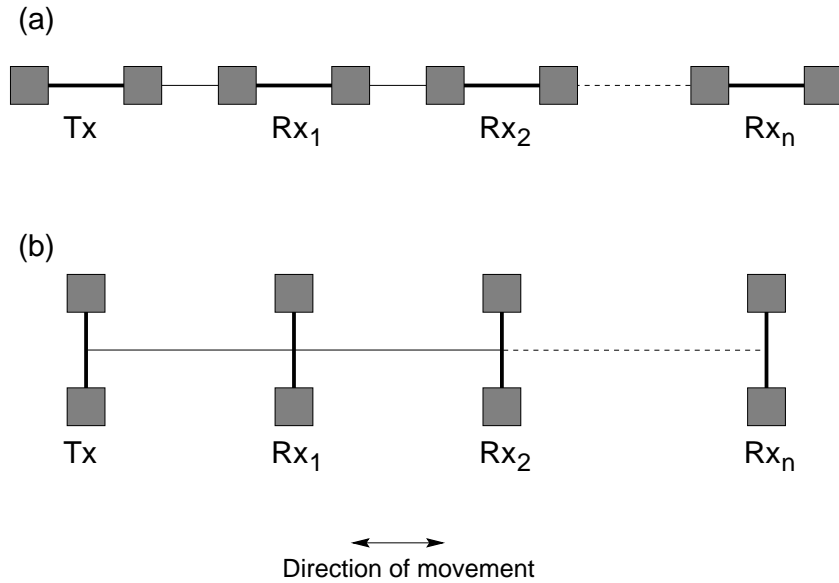 (a)
Tx Rx₁ Rx₂ Rxₙ
(b)
Tx Rx₁ Rx₂ Rxₙ
Direction of movement